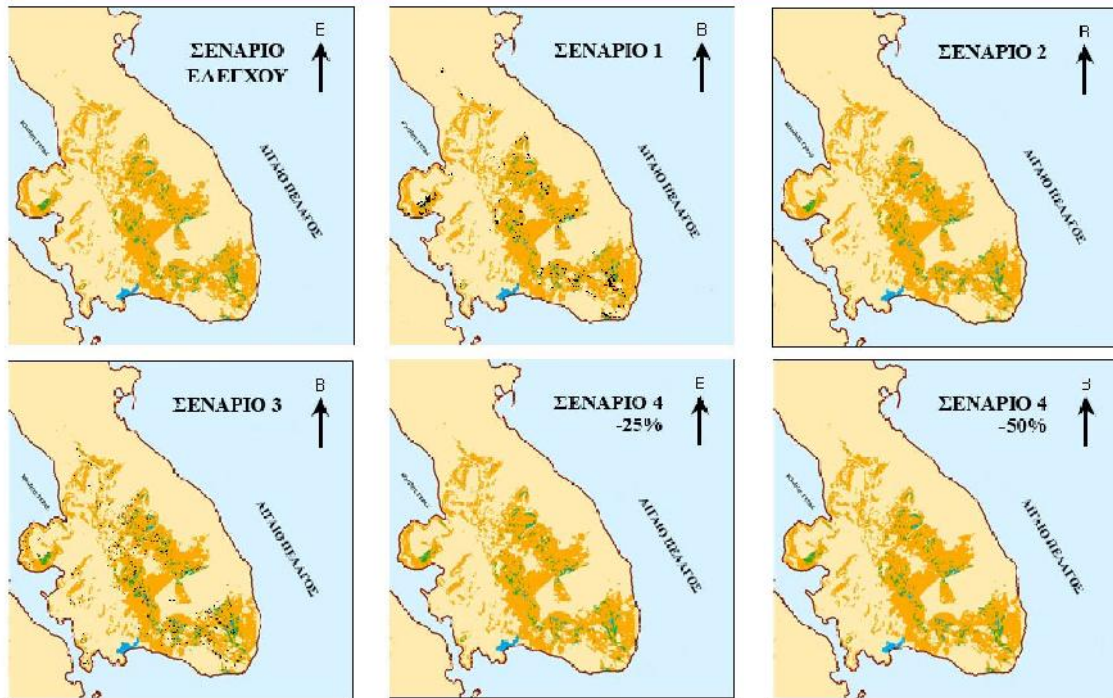 ΣΕΝΑΡΙΟ
ΕΛΕΓΧΟΥ
Ε
ΑΙΓΑΙΟ ΠΕΛΑΓΟΣ
ΣΕΝΑΡΙΟ 1
Β
ΑΙΓΑΙΟ ΠΕΛΑΓΟΣ
ΣΕΝΑΡΙΟ 2
ΑΙΓΑΙΟ ΠΕΛΑΓΟΣ
ΣΕΝΑΡΙΟ 3
Β
ΑΙΓΑΙΟ ΠΕΛΑΓΟΣ
ΣΕΝΑΡΙΟ 4
-25%
Ε
ΑΙΓΑΙΟ ΠΕΛΑΓΟΣ
ΣΕΝΑΡΙΟ 4
-50%
ΑΙΓΑΙΟ ΠΕΛΑΓΟΣ